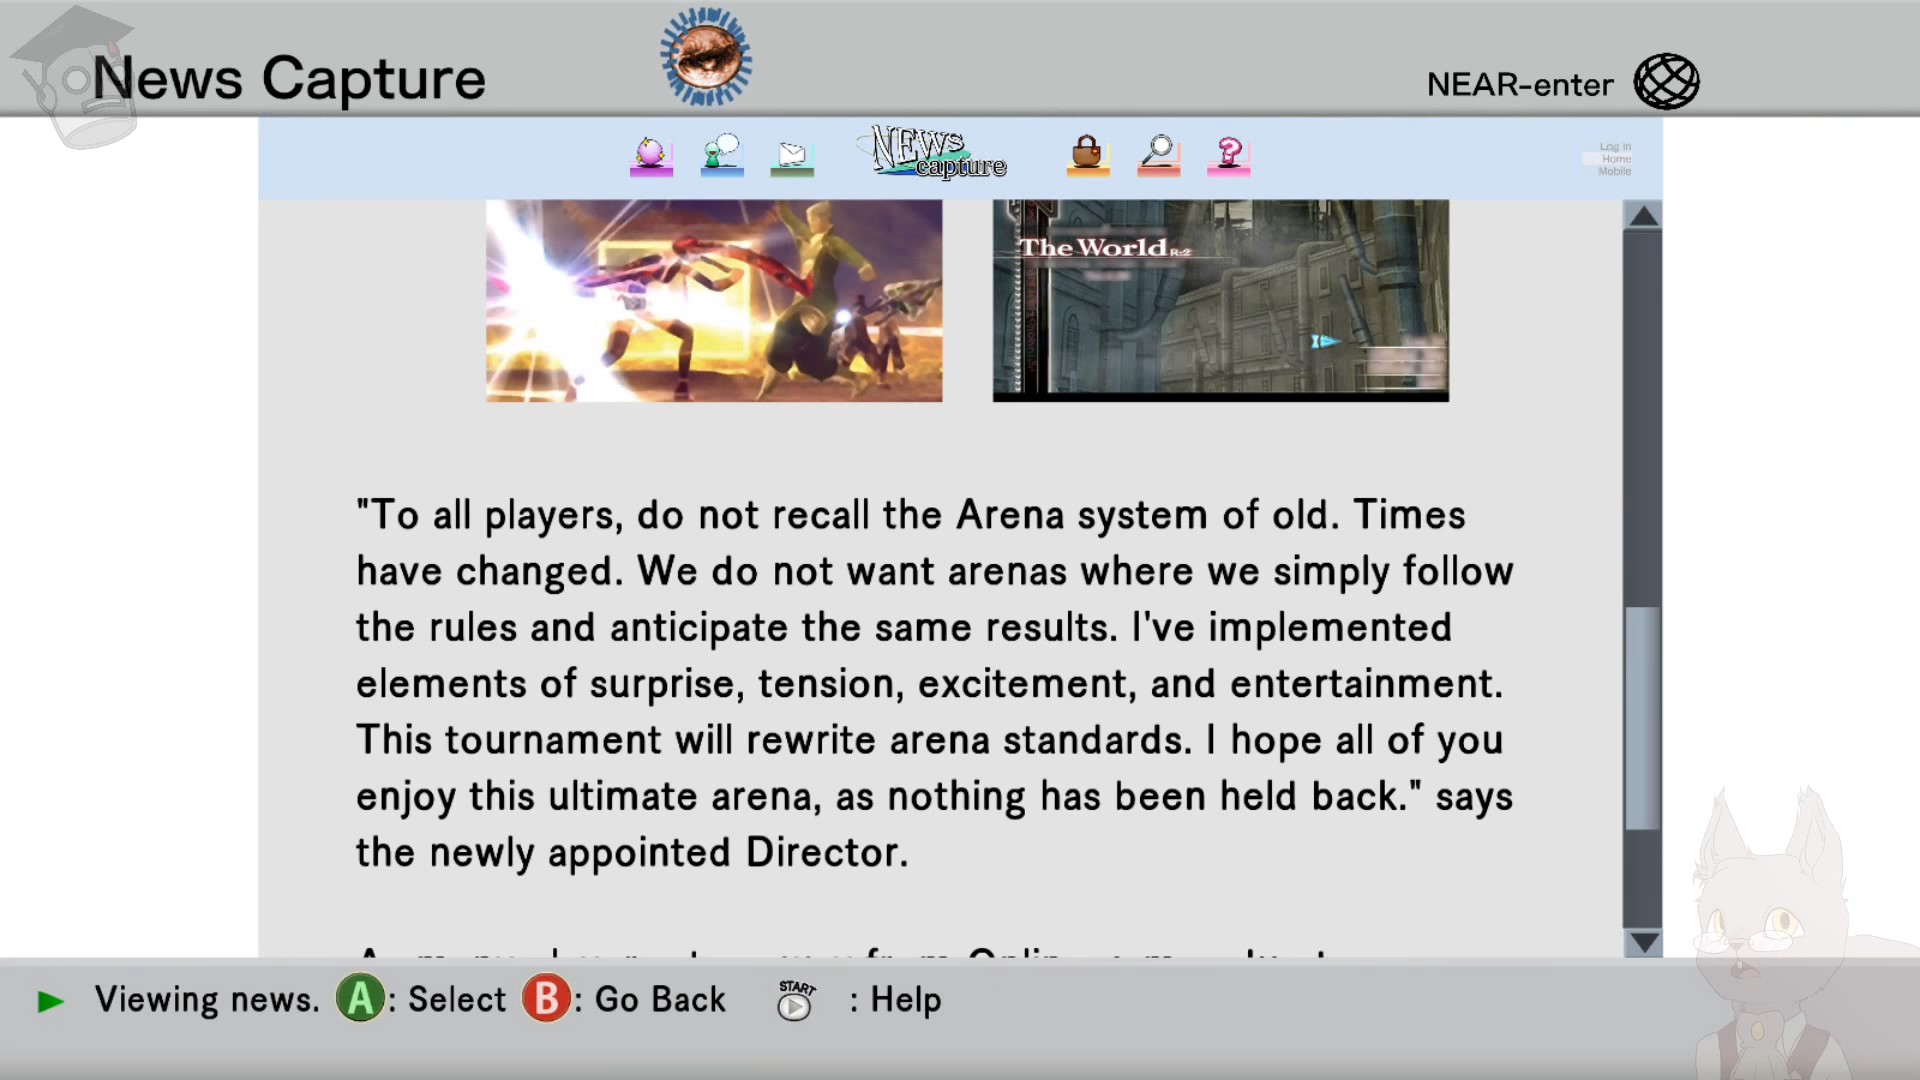 News Capture
NEAR-enter
NEWS
capture
Log In
Home
Mobile
The World R:2
"To all players, do not recall the Arena system of old. Times
have changed. We do not want arenas where we simply follow
the rules and anticipate the same results. I've implemented
elements of surprise, tension, excitement, and entertainment.
This tournament will rewrite arena standards. I hope all of you
enjoy this ultimate arena, as nothing has been held back." says
the newly appointed Director.
Viewing news. A: Select B: Go Back START : Help